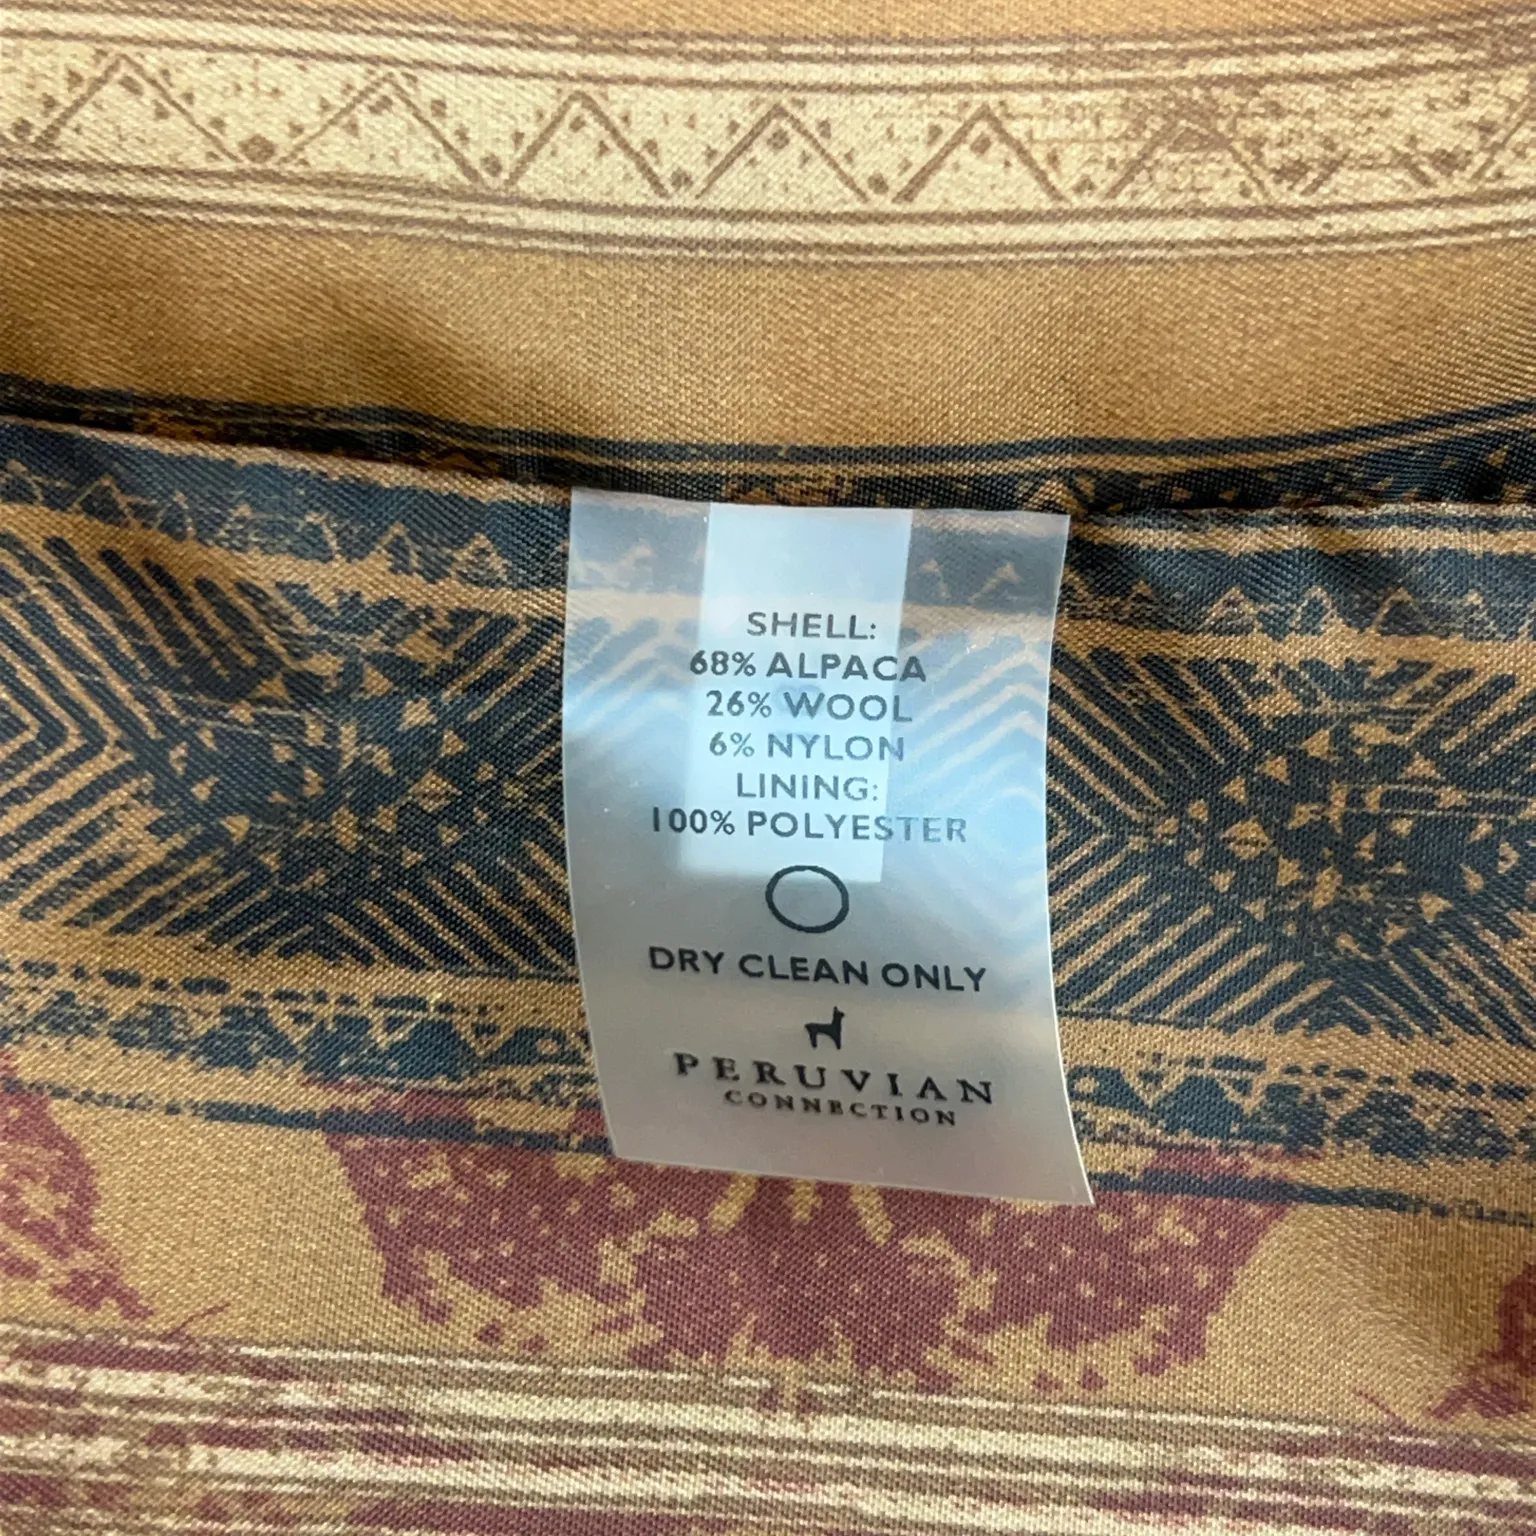 SHELL:
68% ALPACA
26% WOOL
6% NYLON
LINING:
100% POLYESTER
DRY CLEAN ONLY
PERUVIAN
CONNECTION